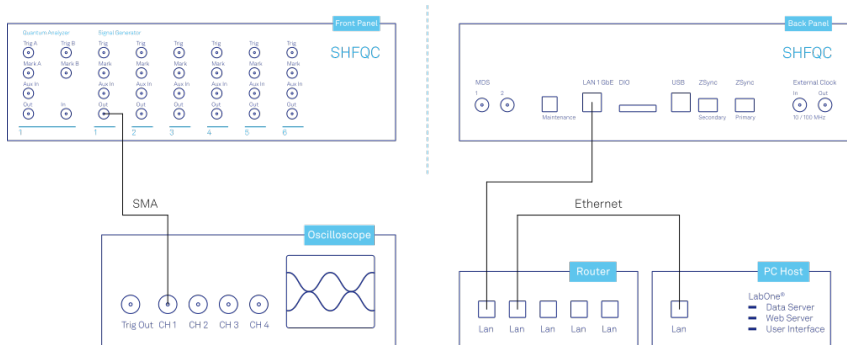 Front Panel
SHFQC
Quantum Analyzer Signal Generator
Trig A Trig B Trig Trig Trig Trig Trig Trig
Mark A Mark B Mark Mark Mark Mark Mark Mark
Aux In Aux In Aux In Aux In Aux In Aux In Aux In
Out In Out Out Out Out Out Out
1 1 2 3 4 5 6
SMA
Oscilloscope
Trig Out CH 1 CH 2 CH 3 CH 4
Back Panel
SHFQC
MDS LAN 1 GbE DIO USB ZSync ZSync External Clock
1 2 In Out
Maintenance Secondary Primary 10 / 100 MHz
Ethernet
Router
Lan Lan Lan Lan Lan
PC Host
Lan
LabOne®
Data Server
Web Server
User Interface